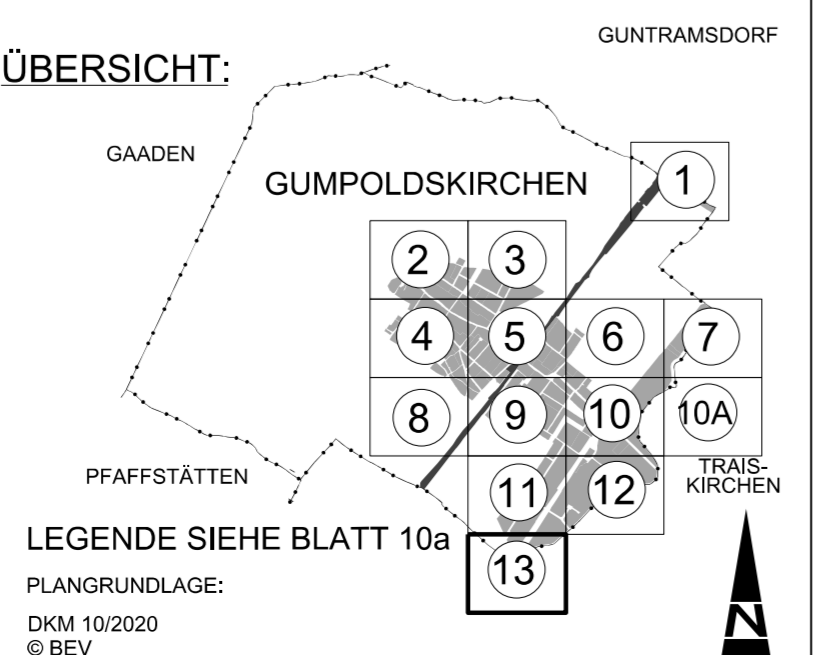 GUNTRAMSDORF
ÜBERSICHT:
GAADEN
GUMPOLDSKIRCHEN
1
2
3
4
5
6
7
8
9
10
10A
PFAFFSTÄTTEN
11
12
TRAIS-
KIRCHEN
LEGENDE SIEHE BLATT 10a
13
PLANGRUNDLAGE:
DKM 10/2020
© BEV
N